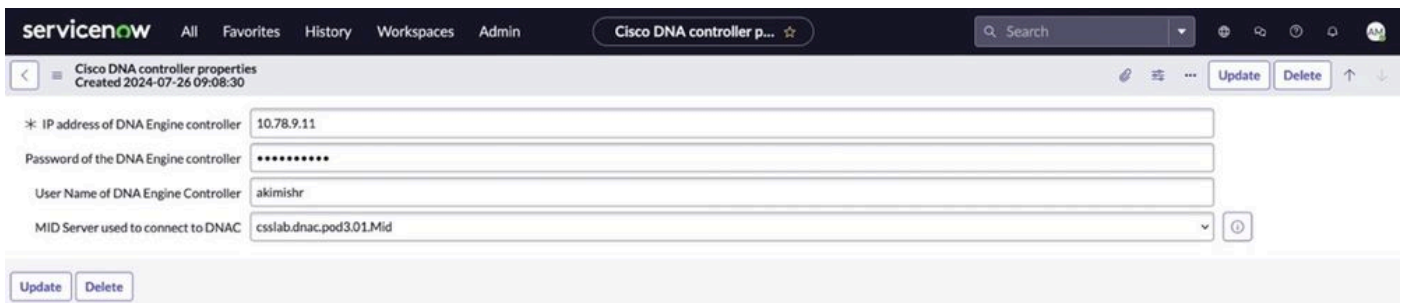 servicenow All Favorites History Workspaces Admin Cisco DNA controller p... Search AM
Cisco DNA controller properties
Created 2024-07-26 09:08:30
Update Delete
* IP address of DNA Engine controller 10.78.9.11
Password of the DNA Engine controller ••••••••••
User Name of DNA Engine Controller akimishr
MID Server used to connect to DNAC csslab.dnac.pod3.01.Mid
Update Delete